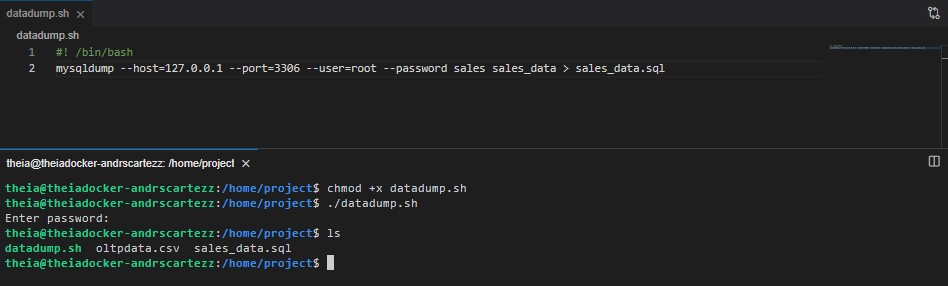 datadump.sh
datadump.sh
1 #! /bin/bash
2 mysqldump --host=127.0.0.1 --port=3306 --user=root --password sales sales_data > sales_data.sql
theia@theiadocker-andrscartezz: /home/project
theia@theiadocker-andrscartezz:/home/project$ chmod +x datadump.sh
theia@theiadocker-andrscartezz:/home/project$ ./datadump.sh
Enter password:
theia@theiadocker-andrscartezz:/home/project$ ls
datadump.sh oltpdata.csv sales_data.sql
theia@theiadocker-andrscartezz:/home/project$